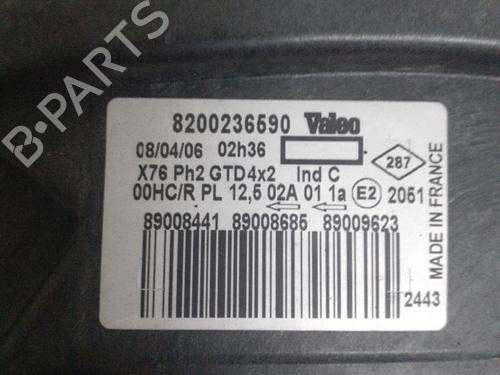 8200236590 Valeo
08/04/06 02h36
287
X76 Ph2 GTD4x2 Ind C
00HC/R PL 12,5 02A 01 1a E2 2051
89008441 89008685 89009623
2443
MADE IN FRANCE
B-PARTS